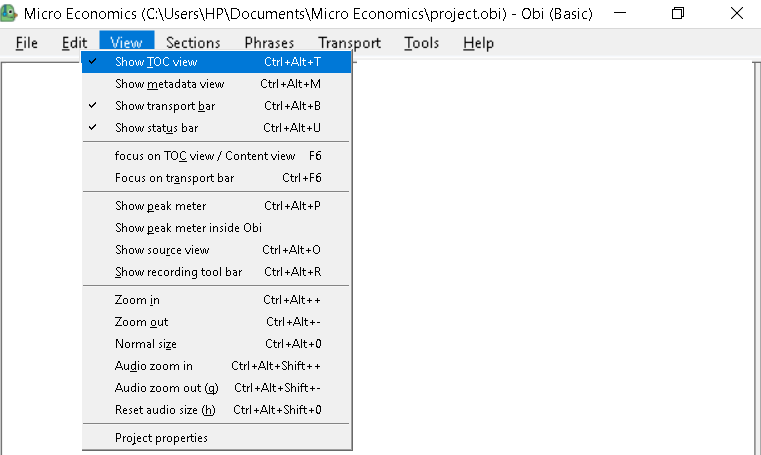 Micro Economics (C:\Users\HP\Documents\Micro Economics\project.obi) - Obi (Basic)
File Edit View Sections Phrases Transport Tools Help
Show TOC view Ctrl+Alt+T
Show metadata view Ctrl+Alt+M
Show transport bar Ctrl+Alt+B
Show status bar Ctrl+Alt+U
focus on TOC view / Content view F6
Focus on transport bar Ctrl+F6
Show peak meter Ctrl+Alt+P
Show peak meter inside Obi
Show source view Ctrl+Alt+O
Show recording tool bar Ctrl+Alt+R
Zoom in Ctrl+Alt++
Zoom out Ctrl+Alt+-
Normal size Ctrl+Alt+0
Audio zoom in Ctrl+Alt+Shift++
Audio zoom out (g) Ctrl+Alt+Shift+-
Reset audio size (h) Ctrl+Alt+Shift+0
Project properties